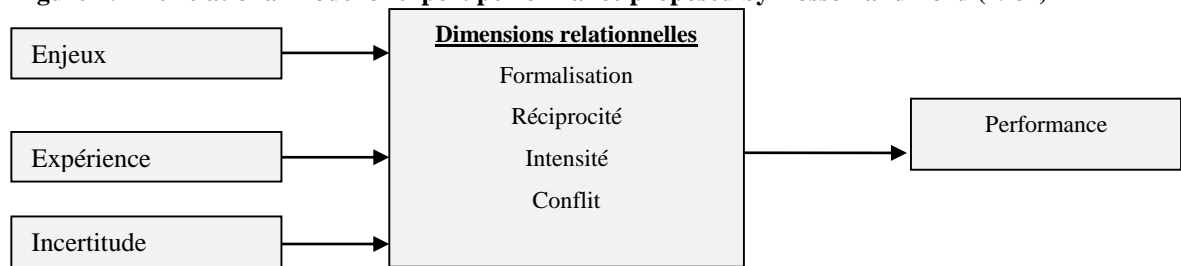 Enjeux
Expérience
Incertitude
Dimensions relationnelles
Formalisation
Réciprocité
Intensité
Conflit
Performance